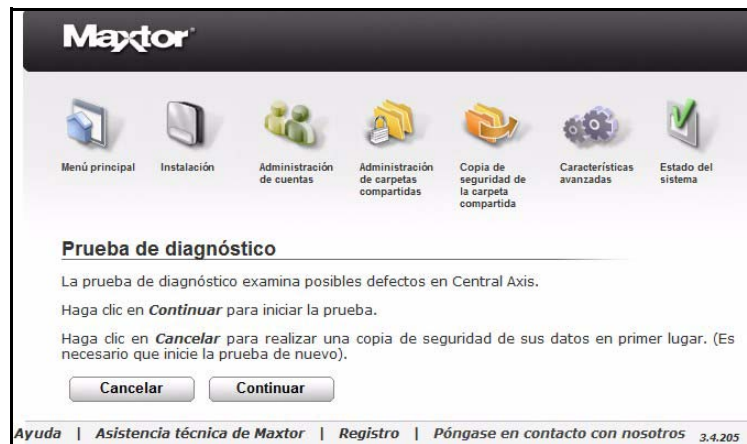 Maxtor
Menú principal
Instalación
Administración
de cuentas
Administración
de carpetas
compartidas
Copia de
seguridad de
la carpeta
compartida
Características
avanzadas
Estado del
sistema
Prueba de diagnóstico
La prueba de diagnóstico examina posibles defectos en Central Axis.
Haga clic en Continuar para iniciar la prueba.
Haga clic en Cancelar para realizar una copia de seguridad de sus datos en primer lugar. (Es
necesario que inicie la prueba de nuevo).
Cancelar Continuar
Ayuda | Asistencia técnica de Maxtor | Registro | Póngase en contacto con nosotros 3.4.205